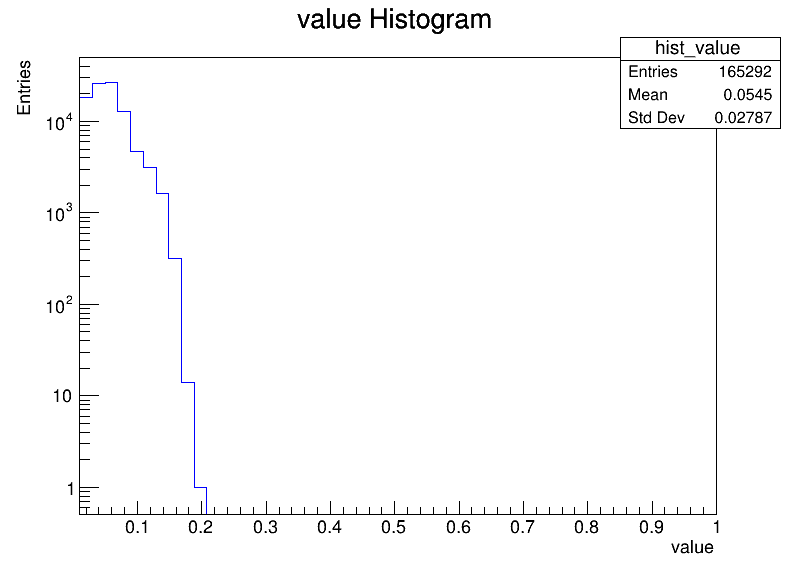 value Histogram
hist_value
Entries 165292
Mean 0.0545
Std Dev 0.02787
Entries
10^4
10^3
10^2
10
1
0.1 0.2 0.3 0.4 0.5 0.6 0.7 0.8 0.9 1
value